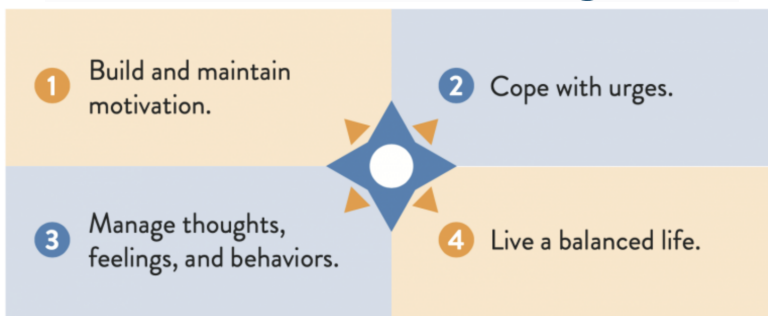 1 Build and maintain
motivation.
2 Cope with urges.
3 Manage thoughts,
feelings, and behaviors.
4 Live a balanced life.